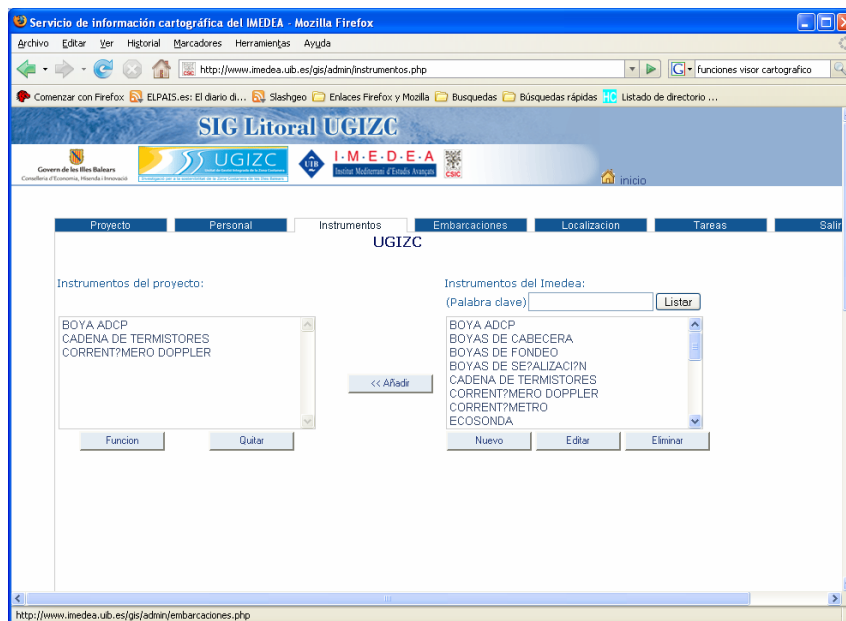 Servicio de información cartográfica del IMEDEA - Mozilla Firefox
Archivo Editar Ver Historial Marcadores Herramientas Ayuda
http://www.imedea.uib.es/gis/admin/instrumentos.php
G funciones visor cartografico
Comenzar con Firefox ELPAIS.es: El diario di... Slashgeo Enlaces Firefox y Mozilla Busquedas Búsquedas rápidas HC Listado de directorio ...
SIG Litoral UGIZC
Govern de les Illes Balears
Conselleria d'Economia, Hisenda i Innovació
UGIZC
UIB
I·M·E·D·E·A
Institut Mediterrani d'Estudis Avançats
CSIC
inicio
Proyecto Personal Instrumentos Embarcaciones Localizacion Tareas Salir
UGIZC
Instrumentos del proyecto:
BOYA ADCP
CADENA DE TERMISTORES
CORRENT?MERO DOPPLER
Funcion Quitar
<< Añadir
Instrumentos del Imedea:
(Palabra clave) Listar
BOYA ADCP
BOYAS DE CABECERA
BOYAS DE FONDEO
BOYAS DE SE?ALIZACI?N
CADENA DE TERMISTORES
CORRENT?MERO DOPPLER
CORRENT?METRO
ECOSONDA
Nuevo Editar Eliminar
http://www.imedea.uib.es/gis/admin/embarcaciones.php